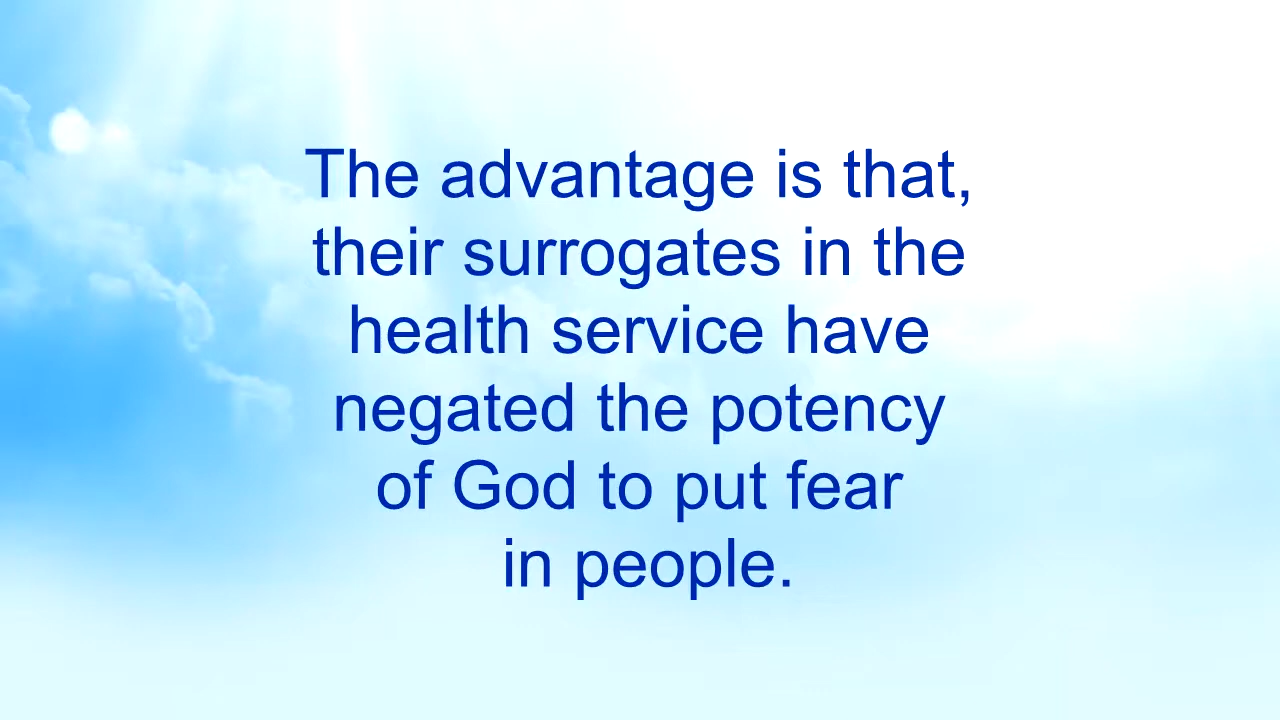 The advantage is that,
their surrogates in the
health service have
negated the potency
of God to put fear
in people.